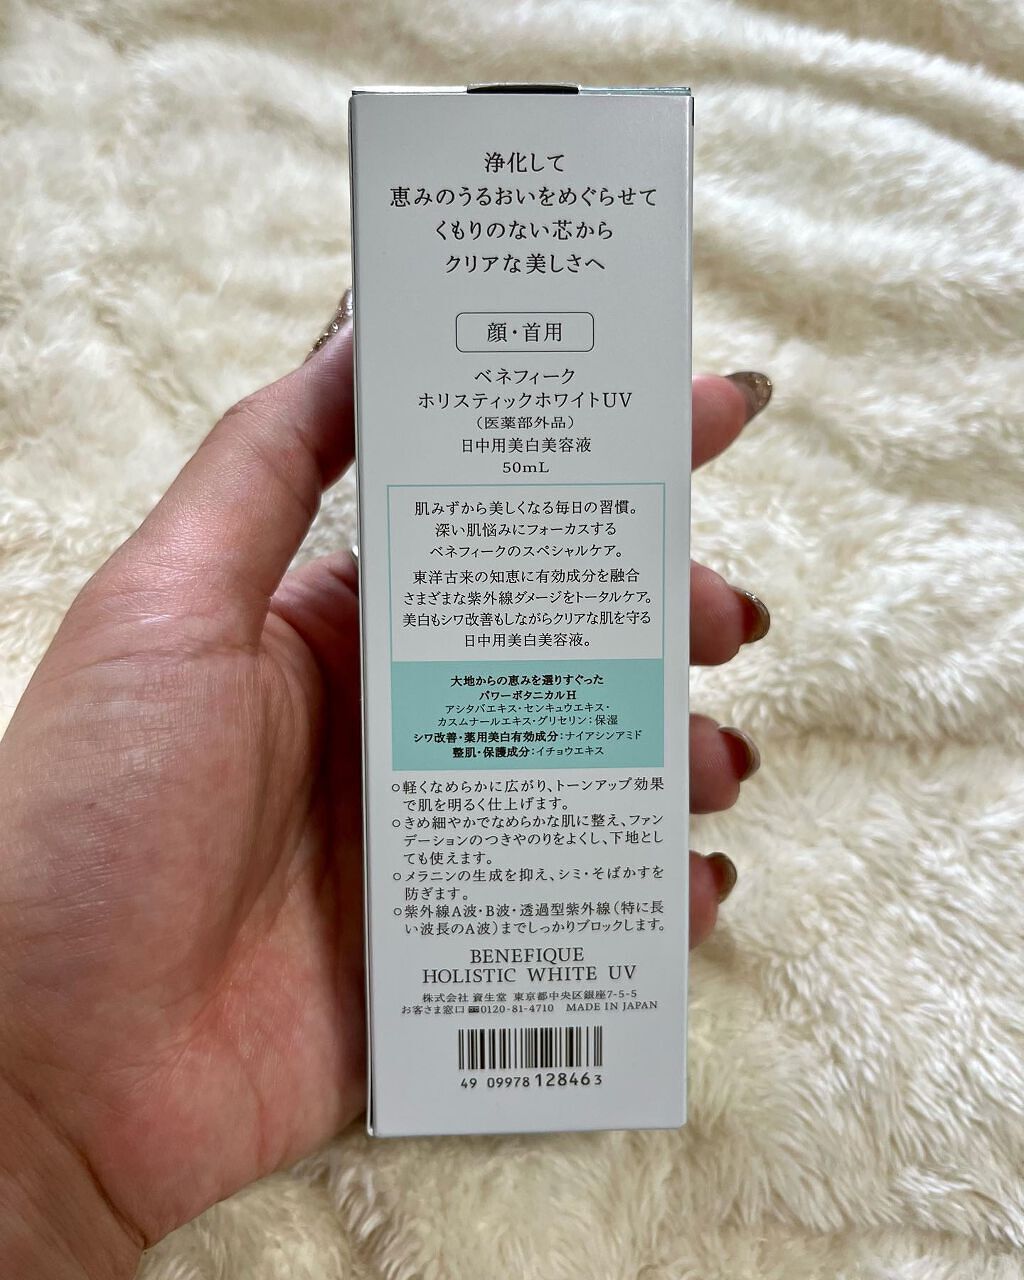 浄化して
恵みのうるおいをめぐらせて
くもりのない芯から
クリアな美しさへ
顔・首用
ベネフィーク
ホリスティックホワイトUV
（医薬部外品）
日中用美白美容液
50mL
肌みずから美しくなる毎日の習慣。
深い肌悩みにフォーカスする
ベネフィークのスペシャルケア。
東洋古来の知恵に有効成分を融合
さまざまな紫外線ダメージをトータルケア。
美白もシワ改善もしながらクリアな肌を守る
日中用美白美容液。
大地からの恵みを選りすぐった
パワーボタニカルH
アシタバエキス・センキュウエキス・
カスムナールエキス・グリセリン：保湿
シワ改善・薬用美白有効成分：ナイアシンアミド
整肌・保護成分：イチョウエキス
○軽くなめらかに広がり、トーンアップ効果
で肌を明るく仕上げます。
○きめ細やかでなめらかな肌に整え、ファン
デーションのつきやのりをよくし、下地とし
ても使えます。
○メラニンの生成を抑え、シミ・そばかすを
防ぎます。
○紫外線A波・B波・透過型紫外線（特に長
い波長のA波）までしっかりブロックします。
BENEFIQUE
HOLISTIC WHITE UV
株式会社 資生堂 東京都中央区銀座7-5-5
お客さま窓口 0120-81-4710 MADE IN JAPAN
49 09978 128463